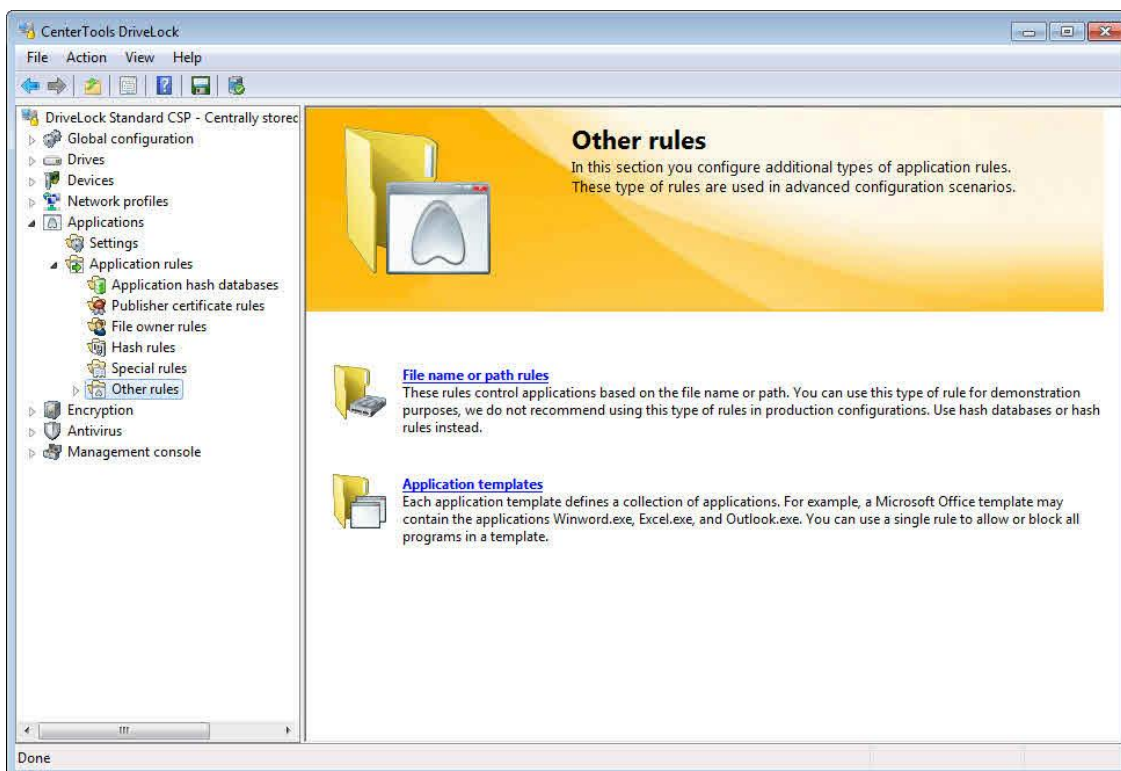 CenterTools DriveLock
File Action View Help
DriveLock Standard CSP - Centrally storec
Global configuration
Drives
Devices
Network profiles
Applications
Settings
Application rules
Application hash databases
Publisher certificate rules
File owner rules
Hash rules
Special rules
Other rules
Encryption
Antivirus
Management console
Other rules
In this section you configure additional types of application rules.
These type of rules are used in advanced configuration scenarios.
File name or path rules
These rules control applications based on the file name or path. You can use this type of rule for demonstration
purposes, we do not recommend using this type of rules in production configurations. Use hash databases or hash
rules instead.
Application templates
Each application template defines a collection of applications. For example, a Microsoft Office template may
contain the applications Winword.exe, Excel.exe, and Outlook.exe. You can use a single rule to allow or block all
programs in a template.
Done